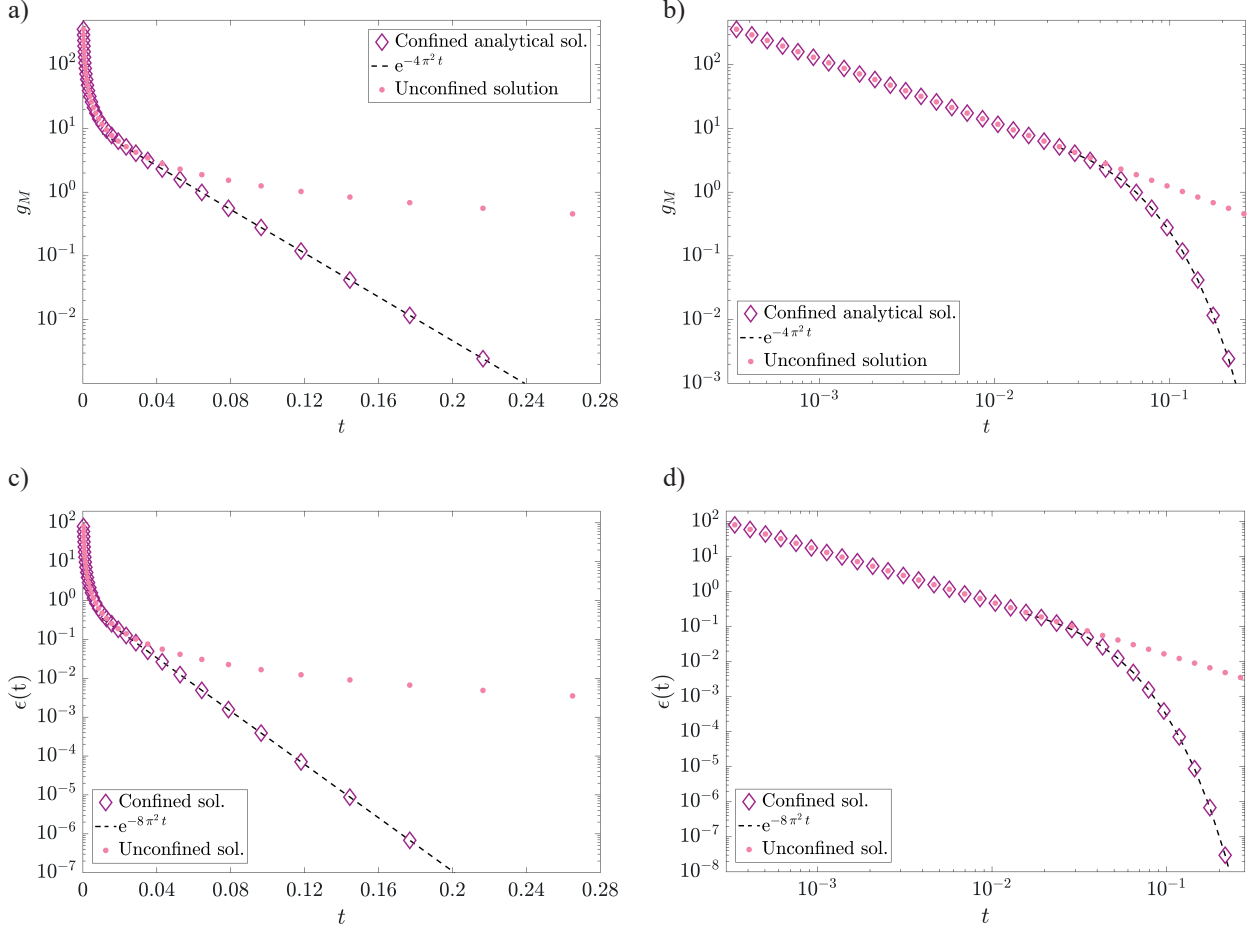 a)
10^2
10^1
10^0
10^-1
10^-2
g_M
0 0.04 0.08 0.12 0.16 0.2 0.24 0.28
t
Confined analytical sol.
e^{-4π^2 t}
Unconfined solution
b)
10^2
10^1
10^0
10^-1
10^-2
10^-3
g_M
10^-3 10^-2 10^-1
t
Confined analytical sol.
e^{-4π^2 t}
Unconfined solution
c)
10^2
10^1
10^0
10^-1
10^-2
10^-3
10^-4
10^-5
10^-6
10^-7
ϵ(t)
0 0.04 0.08 0.12 0.16 0.2 0.24 0.28
t
Confined sol.
e^{-8π^2 t}
Unconfined sol.
d)
10^2
10^1
10^0
10^-1
10^-2
10^-3
10^-4
10^-5
10^-6
10^-7
10^-8
ϵ(t)
10^-3 10^-2 10^-1
t
Confined sol.
e^{-8π^2 t}
Unconfined sol.